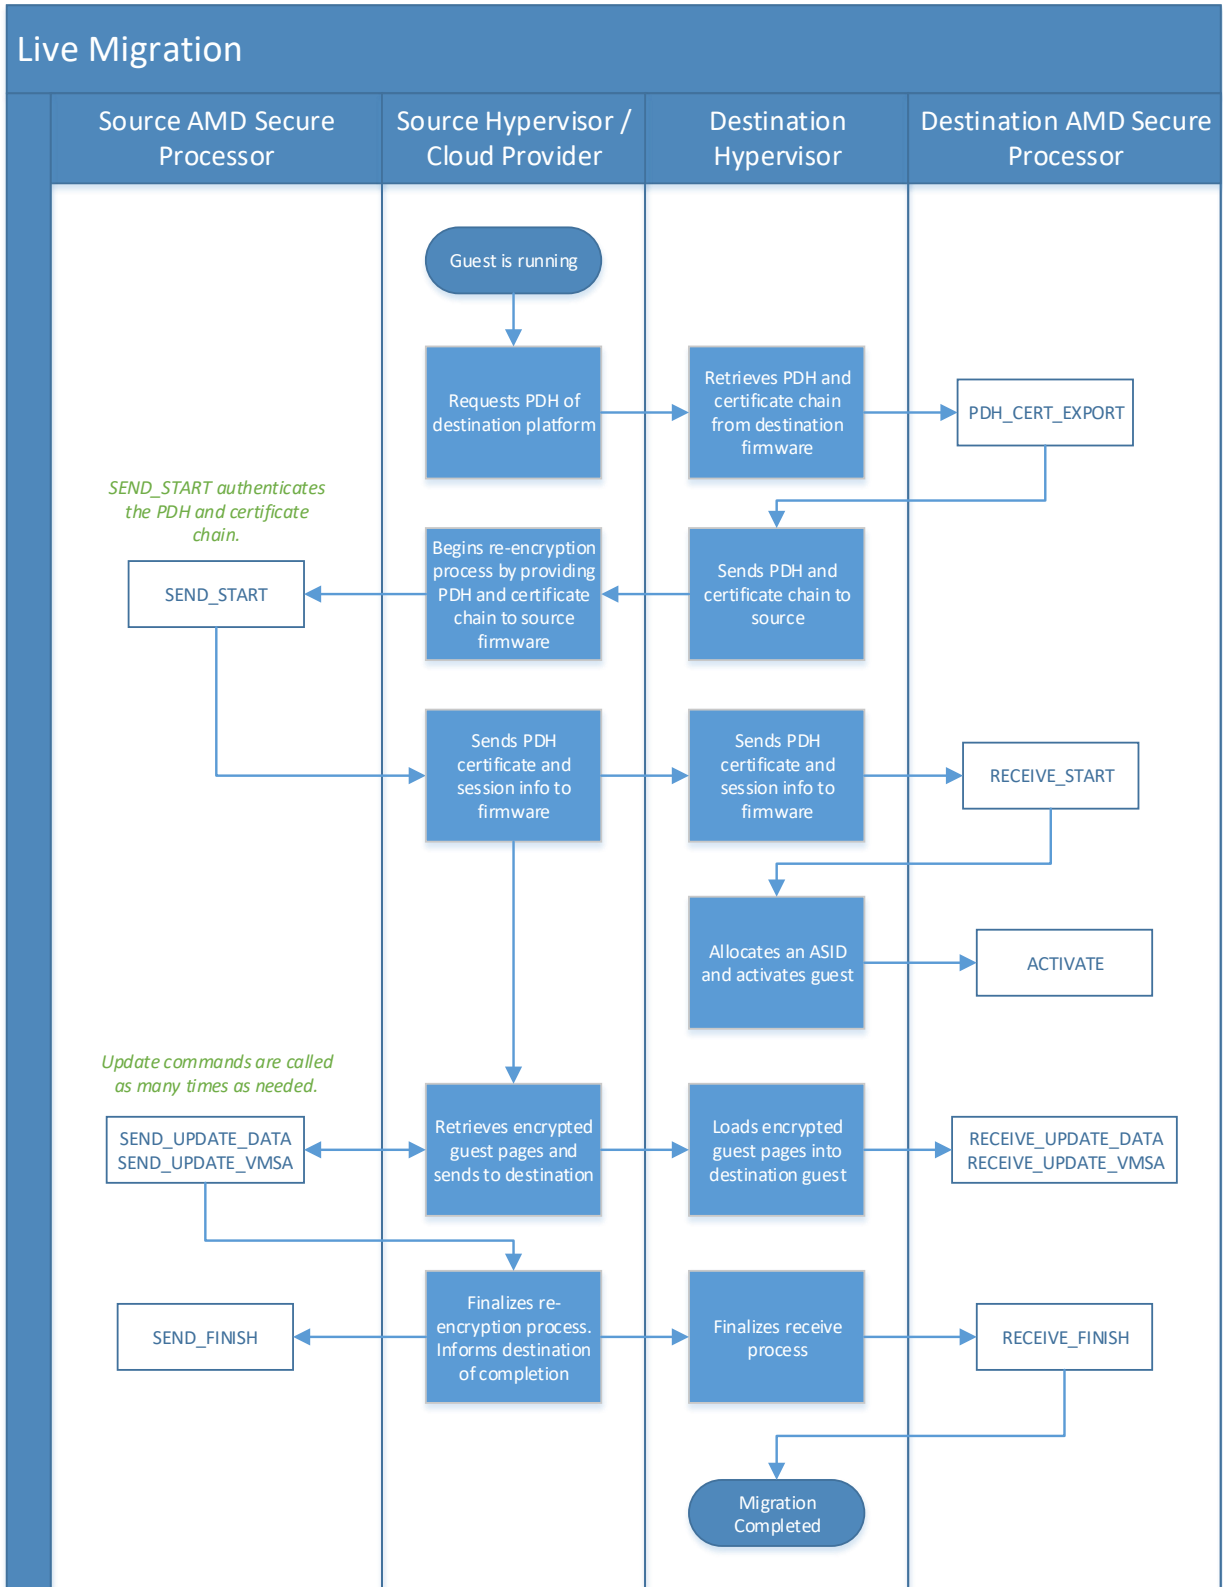 Live Migration
Source AMD Secure
Processor
Source Hypervisor /
Cloud Provider
Destination
Hypervisor
Destination AMD Secure
Processor
Guest is running
Requests PDH of
destination platform
Retrieves PDH and
certificate chain
from destination
firmware
PDH_CERT_EXPORT
SEND_START authenticates
the PDH and certificate
chain.
SEND_START
Begins re-encryption
process by providing
PDH and certificate
chain to source
firmware
Sends PDH and
certificate chain to
source
Sends PDH
certificate and
session info to
firmware
Sends PDH
certificate and
session info to
firmware
RECEIVE_START
Allocates an ASID
and activates guest
ACTIVATE
Update commands are called
as many times as needed.
SEND_UPDATE_DATA
SEND_UPDATE_VMSA
Retrieves encrypted
guest pages and
sends to destination
Loads encrypted
guest pages into
destination guest
RECEIVE_UPDATE_DATA
RECEIVE_UPDATE_VMSA
SEND_FINISH
Finalizes re-
encryption process.
Informs destination
of completion
Finalizes receive
process
RECEIVE_FINISH
Migration
Completed